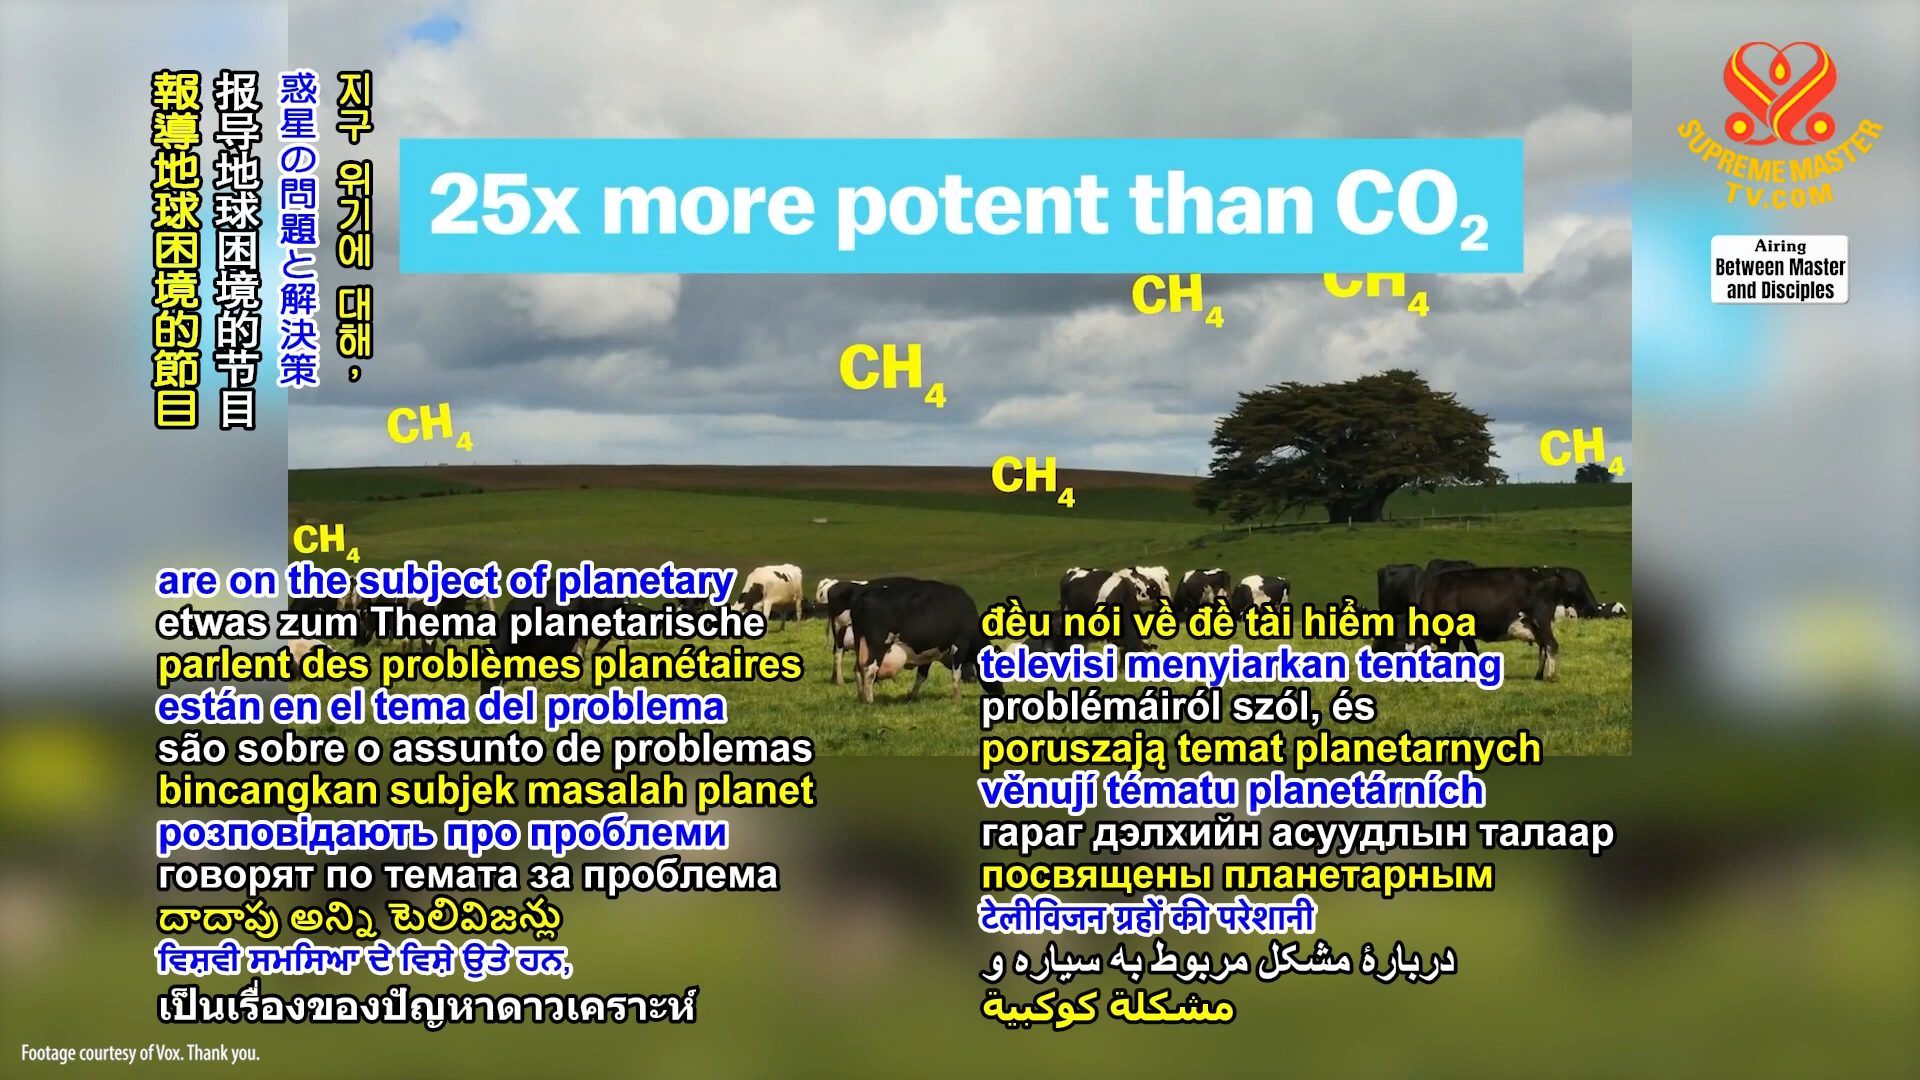 報導地球困境的節目
报导地球困境的节目
惑星の問題と解決策
지구 위기에 대해,
25x more potent than CO₂
SUPREME MASTER
TV.COM
Airing
Between Master
and Disciples
CH₄
CH₄
CH₄
CH₄
CH₄
CH₄
CH₄
are on the subject of planetary
etwas zum Thema planetarische
parlent des problèmes planétaires
están en el tema del problema
são sobre o assunto de problemas
bincangkan subjek masalah planet
розповідають про проблеми
говорят по темата за проблема
దాదాపు అన్ని టెలివిజన్లు
ਵਿਸ਼ਵੀ ਸਮਸਿਆ ਦੇ ਵਿਸ਼ੇ ਉਤੇ ਹਨ,
เป็นเรื่องของปัญหาดาวเคราะห์
đều nói về đề tài hiểm họa
televisi menyiarkan tentang
problémáiról szól, és
poruszają temat planetarnych
věnují tématu planetárních
гараг дэлхийн асуудлын талаар
посвящены планетарным
टेलीविजन ग्रहों की परेशानी
دربارهٔ مشکل مربوط به سیاره و
مشكلة كوكبية
Footage courtesy of Vox. Thank you.